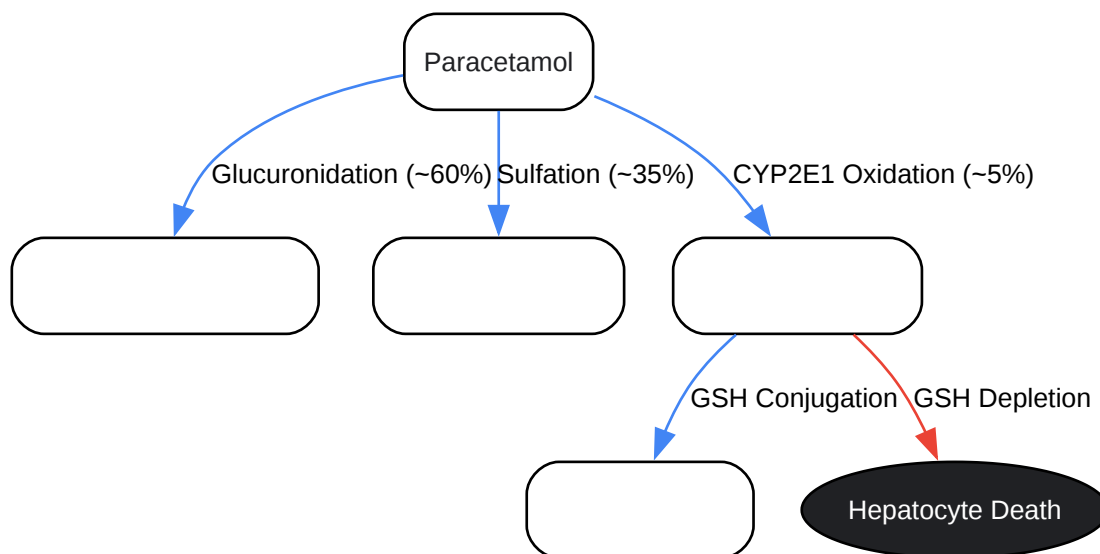 Paracetamol
Glucuronidation (~60%)
Sulfation (~35%)
CYP2E1 Oxidation (~5%)
GSH Conjugation
GSH Depletion
Hepatocyte Death